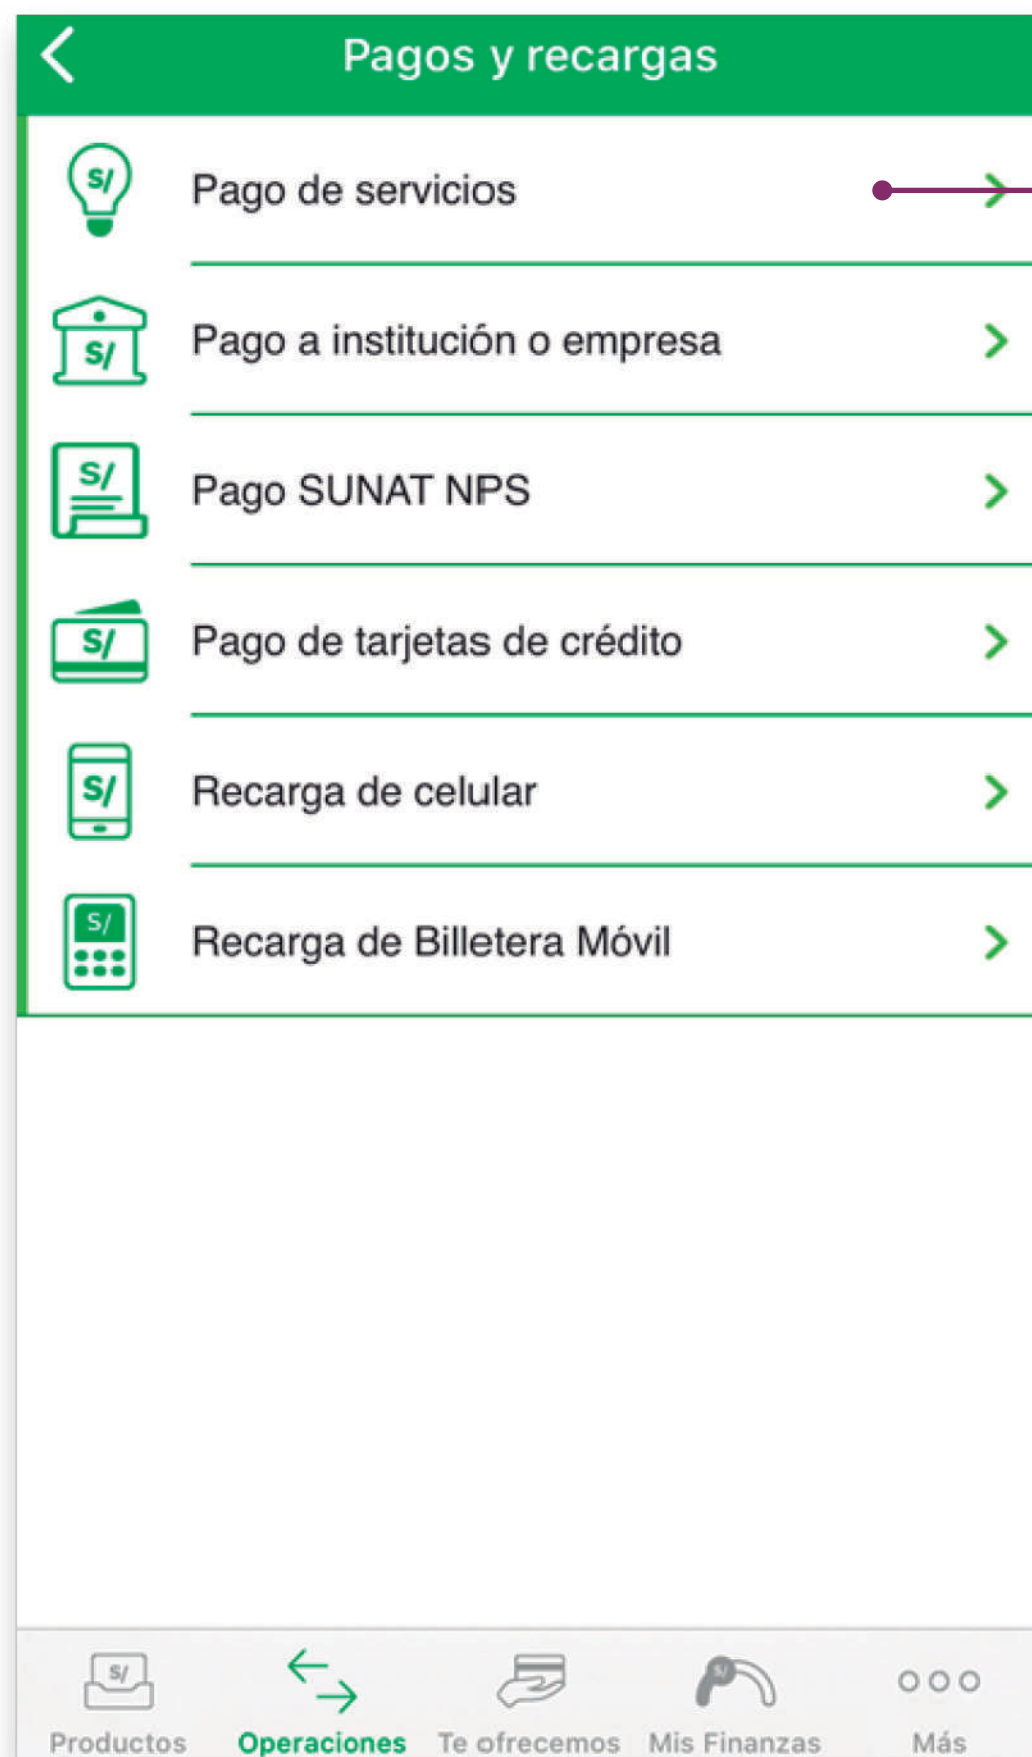 Pagos y recargas
S/ Pago de servicios
S/ Pago a institución o empresa
S/ Pago SUNAT NPS
S/ Pago de tarjetas de crédito
S/ Recarga de celular
S/ Recarga de Billetera Móvil
S/ S/
Productos Operaciones Te ofrecemos Mis Finanzas Más